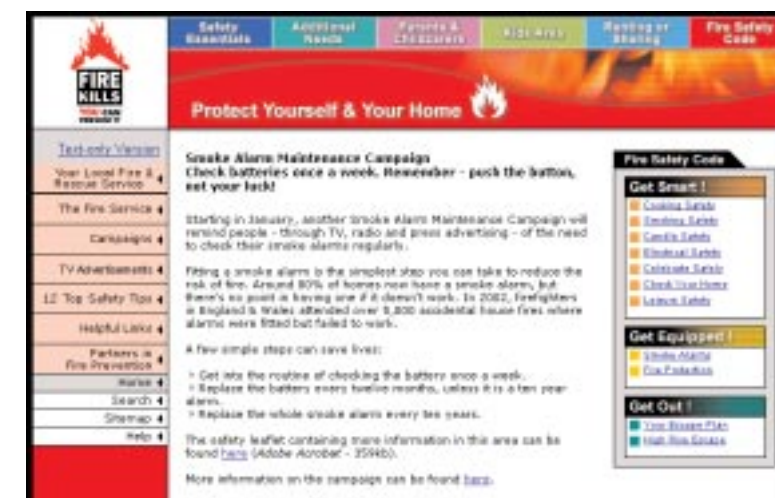 Safety Essentials
Additional Needs
Parents & Childcarers
Kids Area
Renting or Sharing
Fire Safety Code
FIRE
KILLS
YOU CAN
PREVENT IT
Protect Yourself & Your Home
Text-only Version
Your Local Fire &
Rescue Service
The Fire Service
Campaigns
TV Advertisements
12 Top Safety Tips
Helpful Links
Partners in
Fire Prevention
Home
Search
Sitemap
Help
Smoke Alarm Maintenance Campaign
Check batteries once a week. Remember - push the button,
not your luck!
Starting in January, another Smoke Alarm Maintenance Campaign will
remind people - through TV, radio and press advertising - of the need
to check their smoke alarms regularly.
Fitting a smoke alarm is the simplest step you can take to reduce the
risk of fire. Around 80% of homes now have a smoke alarm, but
there's no point in having one if it doesn't work. In 2002, firefighters
in England & Wales attended over accidental house fires where
alarms were fitted but failed to work.
A few simple steps can save lives:
> Get into the routine of checking the battery once a week.
> Replace the battery every twelve months, unless it is a ten year
alarm.
> Replace the whole smoke alarm every ten years.
The safety leaflet containing more information in this area can be
found here (Adobe Acrobat - 359kb).
More information on the campaign can be found here.
Fire Safety Code
Get Smart !
Cooking Safety
Smoking Safety
Candle Safety
Electrical Safety
Celebrate Safely
Check Your Home
Leisure Safety
Get Equipped !
Smoke Alarms
Fire Protection
Get Out !
Your Escape Plan
High Rise Escape